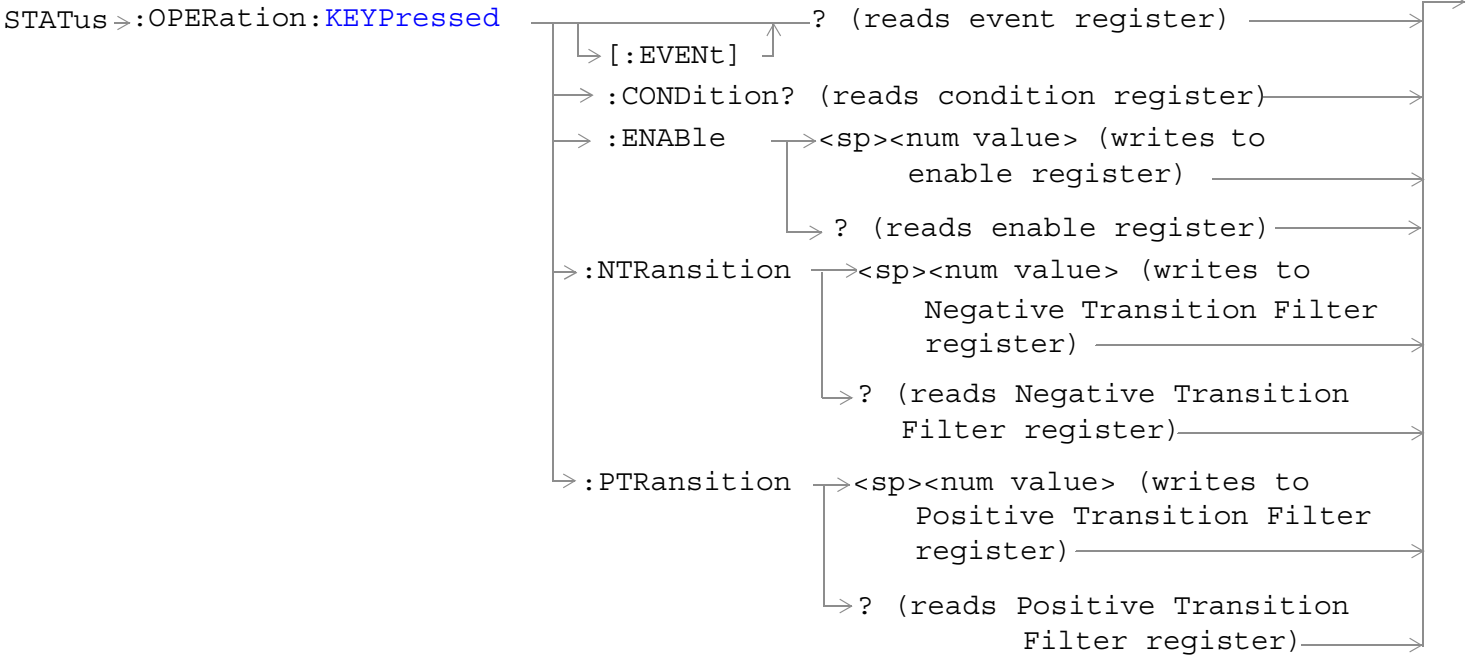 STATus :OPERation:KEYPressed ? (reads event register)
[:EVENt]
:CONDition? (reads condition register)
:ENABle <sp><num value> (writes to
enable register)
? (reads enable register)
:NTRansition <sp><num value> (writes to
Negative Transition Filter
register)
? (reads Negative Transition
Filter register)
:PTRansition <sp><num value> (writes to
Positive Transition Filter
register)
? (reads Positive Transition
Filter register)